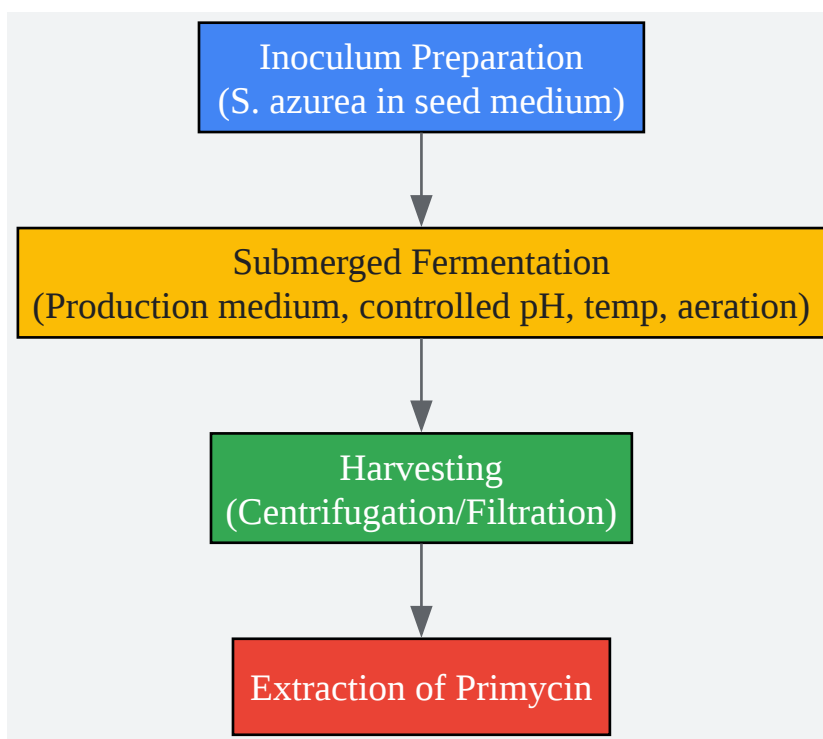 Inoculum Preparation
(S. azurea in seed medium)
Submerged Fermentation
(Production medium, controlled pH, temp, aeration)
Harvesting
(Centrifugation/Filtration)
Extraction of Primycin